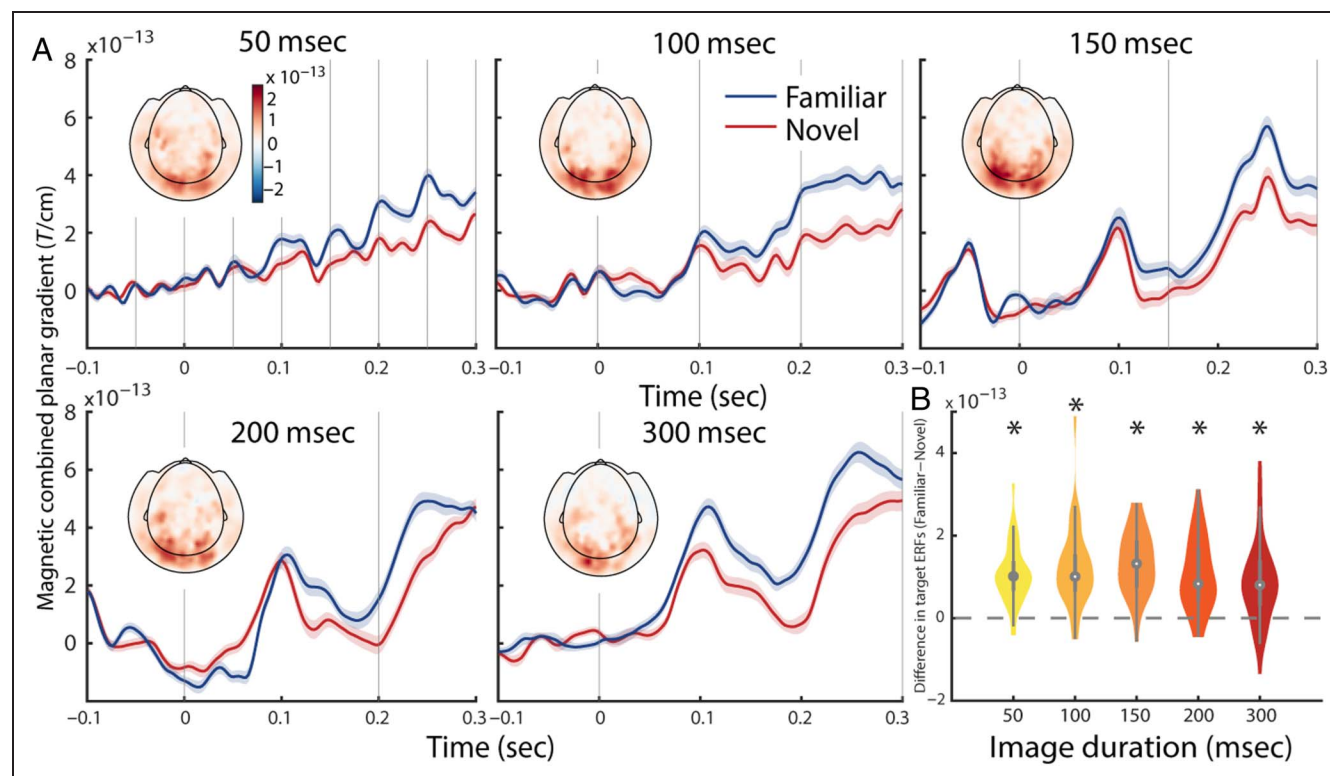 A
×10⁻¹³
50 msec
100 msec
150 msec
8
6
4
2
0
× 10⁻¹³
2
1
0
−1
−2
Familiar
Novel
−0.1 0 0.1 0.2 0.3
−0.1 0 0.1 0.2 0.3
−0.1 0 0.1 0.2 0.3
Time (sec)
Magnetic combined planar gradient (T/cm)
×10⁻¹³
200 msec
300 msec
8
6
4
2
0
−0.1 0 0.1 0.2 0.3
−0.1 0 0.1 0.2 0.3
Time (sec)
B
×10⁻¹³
* * * * *
Difference in target ERFs (Familiar−Novel)
4
2
0
−2
50 100 150 200 300
Image duration (msec)